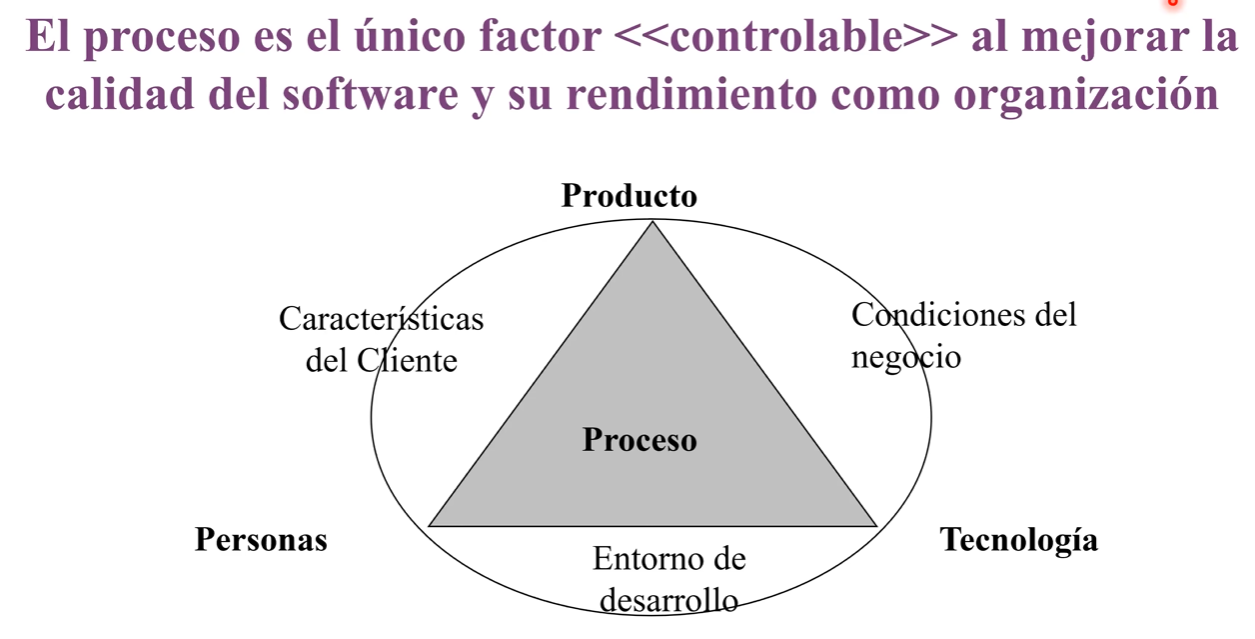 El proceso es el único factor <<controlable>> al mejorar la
calidad del software y su rendimiento como organización
Producto
Características
del Cliente
Condiciones del
negocio
Proceso
Personas
Tecnología
Entorno de
desarrollo